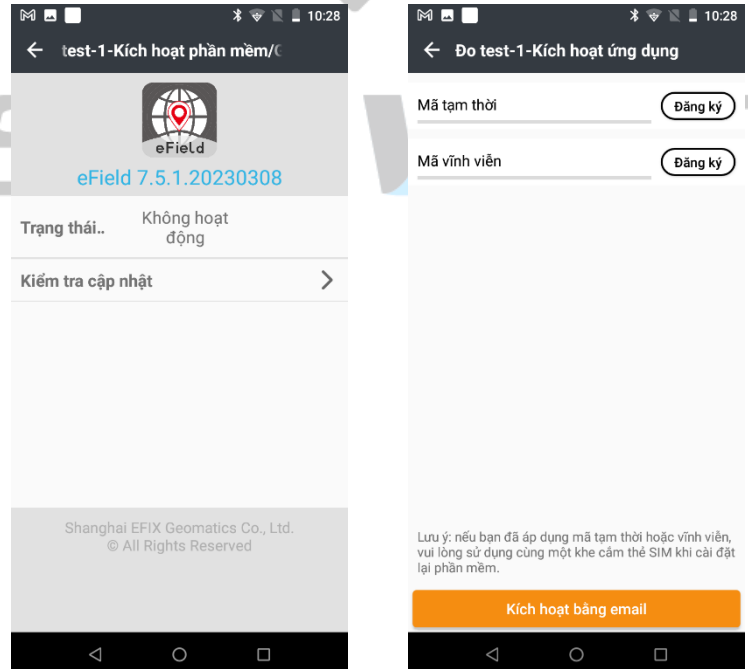 10:28
test-1-Kích hoạt phần mềm/
eField
eField 7.5.1.20230308
Trạng thái..
Không hoạt
động
Kiểm tra cập nhật
Shanghai EFIX Geomatics Co., Ltd.
© All Rights Reserved
10:28
Đo test-1-Kích hoạt ứng dụng
Mã tạm thời
Đăng ký
Mã vĩnh viễn
Đăng ký
Lưu ý: nếu bạn đã áp dụng mã tạm thời hoặc vĩnh viễn,
vui lòng sử dụng cùng một khe cắm thẻ SIM khi cài đặt
lại phần mềm.
Kích hoạt bằng email